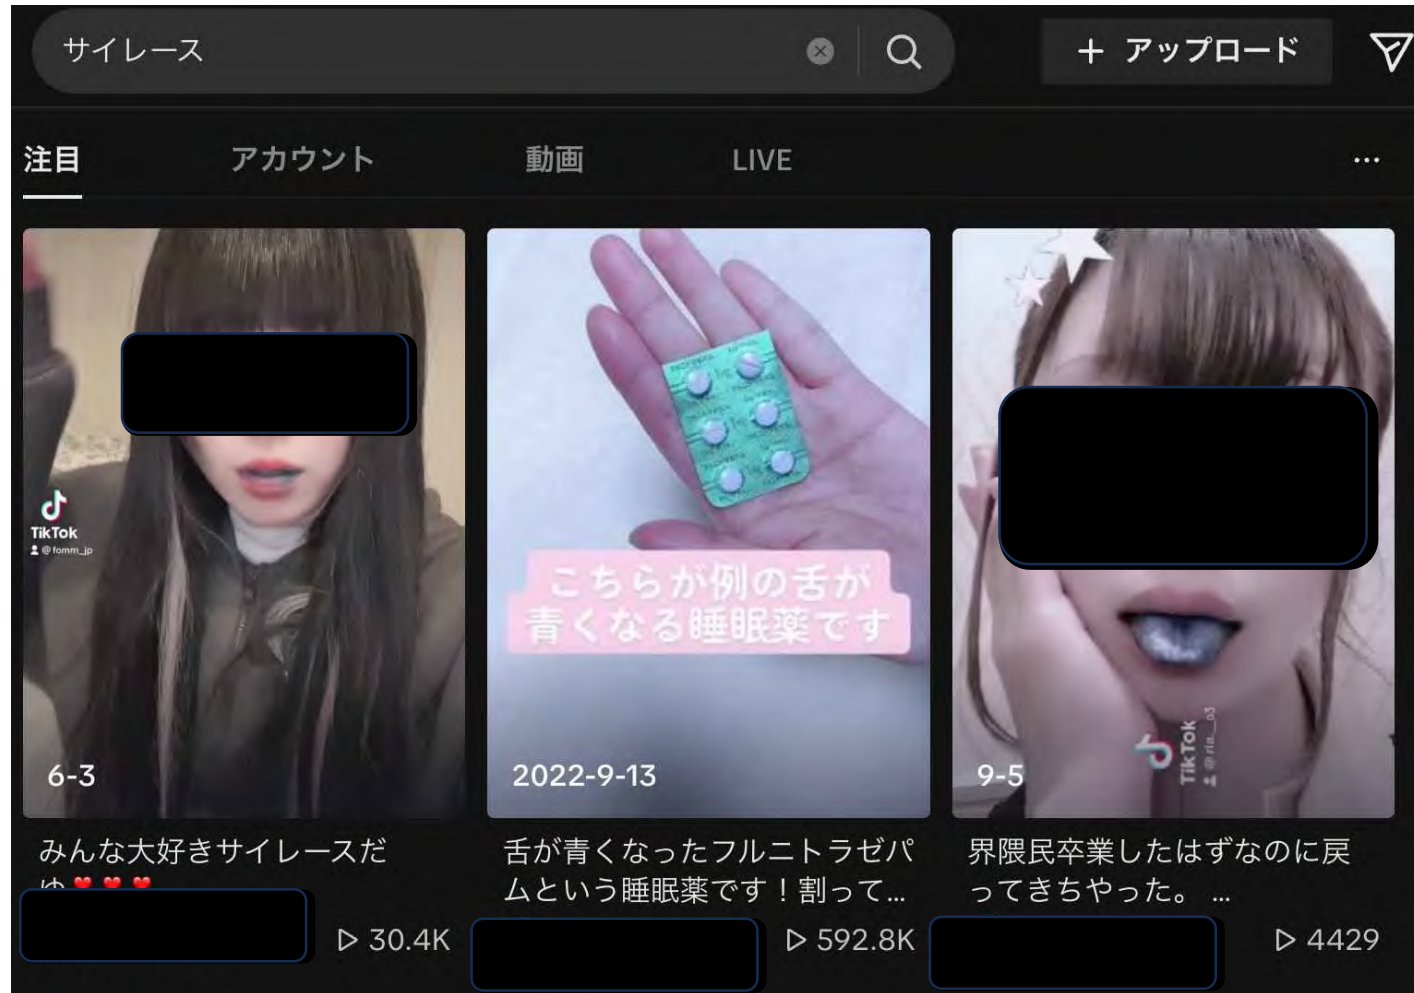 サイレース
+ アップロード
注目
アカウント
動画
LIVE
...
TikTok
@fomm_jp
6-3
こちらが例の舌が
青くなる睡眠薬です
2022-9-13
TikTok
9-5
みんな大好きサイレースだ
ゆ❤❤❤
30.4K
舌が青くなったフルニトラゼパ
ムという睡眠薬です！割って...
592.8K
界隈民卒業したはずなのに戻
ってきちやった。 ...
4429